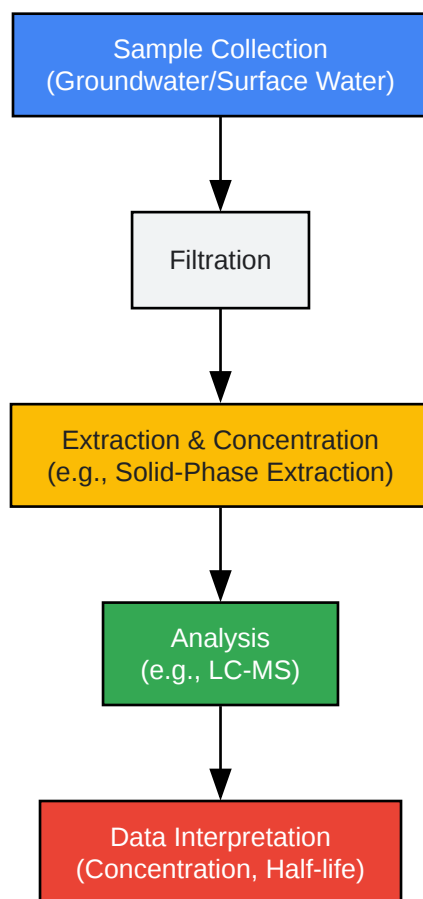 Sample Collection
(Groundwater/Surface Water)
Filtration
Extraction & Concentration
(e.g., Solid-Phase Extraction)
Analysis
(e.g., LC-MS)
Data Interpretation
(Concentration, Half-life)